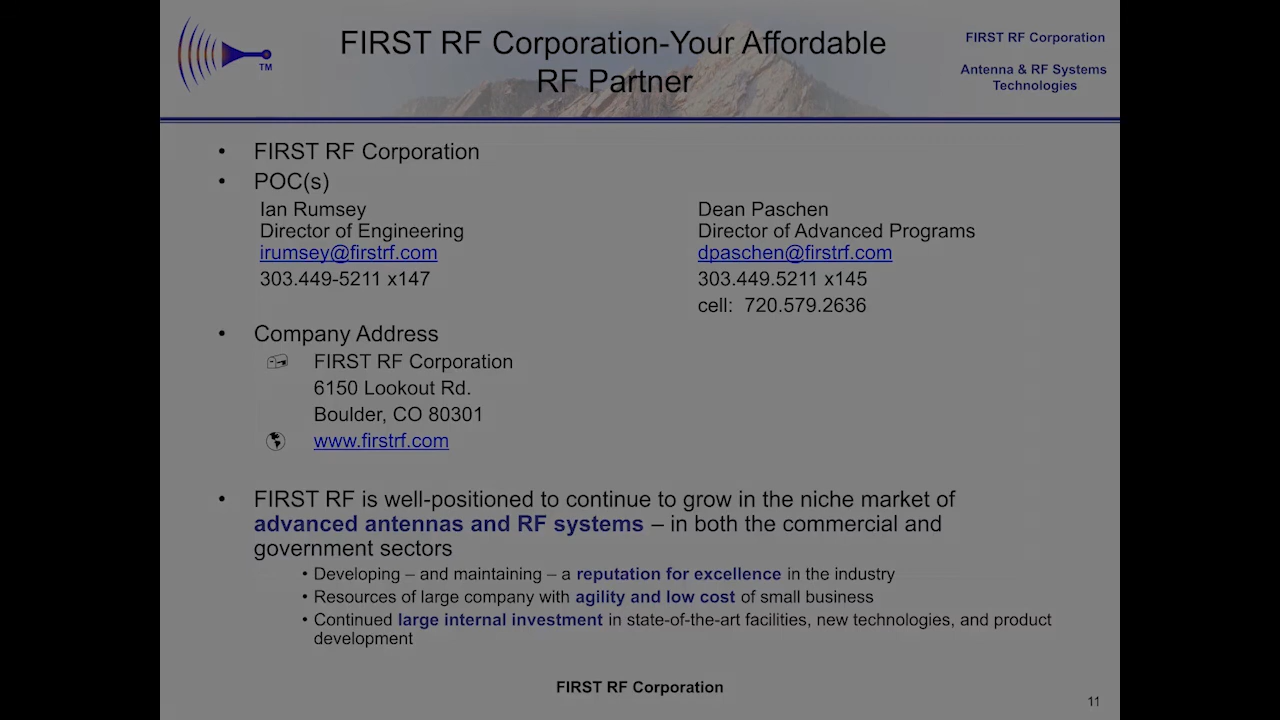 FIRST RF Corporation-Your Affordable
RF Partner
FIRST RF Corporation
Antenna & RF Systems
Technologies
TM
• FIRST RF Corporation
• POC(s)
Ian Rumsey
Director of Engineering
irumsey@firstrf.com
303.449-5211 x147
Dean Paschen
Director of Advanced Programs
dpaschen@firstrf.com
303.449.5211 x145
cell: 720.579.2636
• Company Address
FIRST RF Corporation
6150 Lookout Rd.
Boulder, CO 80301
www.firstrf.com
• FIRST RF is well-positioned to continue to grow in the niche market of
advanced antennas and RF systems – in both the commercial and
government sectors
• Developing – and maintaining – a reputation for excellence in the industry
• Resources of large company with agility and low cost of small business
• Continued large internal investment in state-of-the-art facilities, new technologies, and product
development
FIRST RF Corporation
11